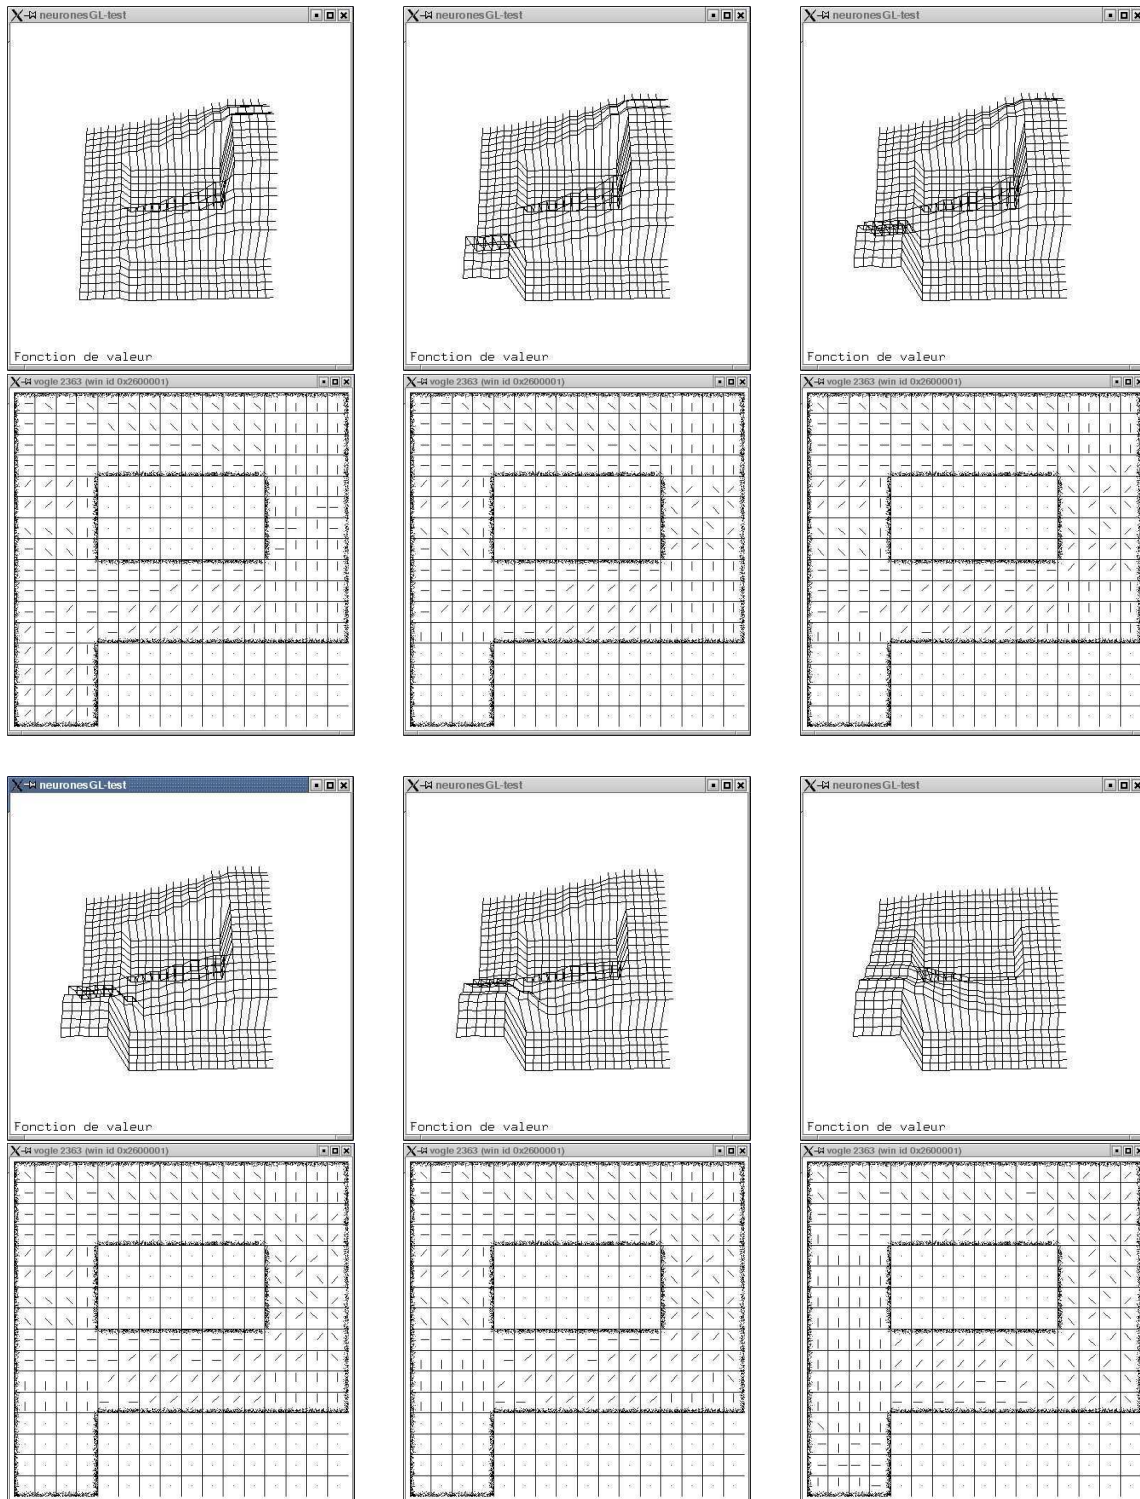 neuronesGL-test
neuronesGL-test
neuronesGL-test
Fonction de valeur
Fonction de valeur
Fonction de valeur
vogle 2363 (win id 0x2600001)
vogle 2363 (win id 0x2600001)
vogle 2363 (win id 0x2600001)
neuronesGL-test
neuronesGL-test
neuronesGL-test
Fonction de valeur
Fonction de valeur
Fonction de valeur
vogle 2363 (win id 0x2600001)
vogle 2363 (win id 0x2600001)
vogle 2363 (win id 0x2600001)